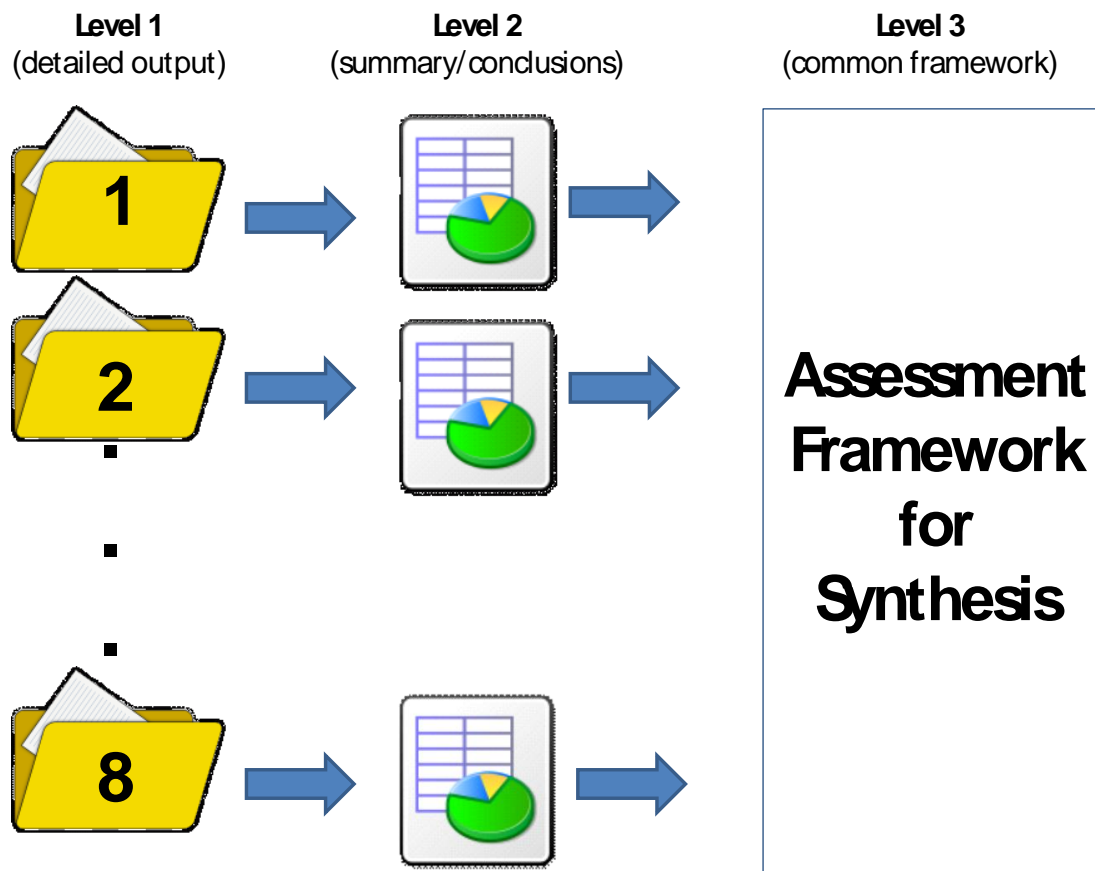 Level 1
(detailed output)
Level 2
(summary/conclusions)
Level 3
(common framework)
1
2
8
Assessment
Framework
for
Synthesis